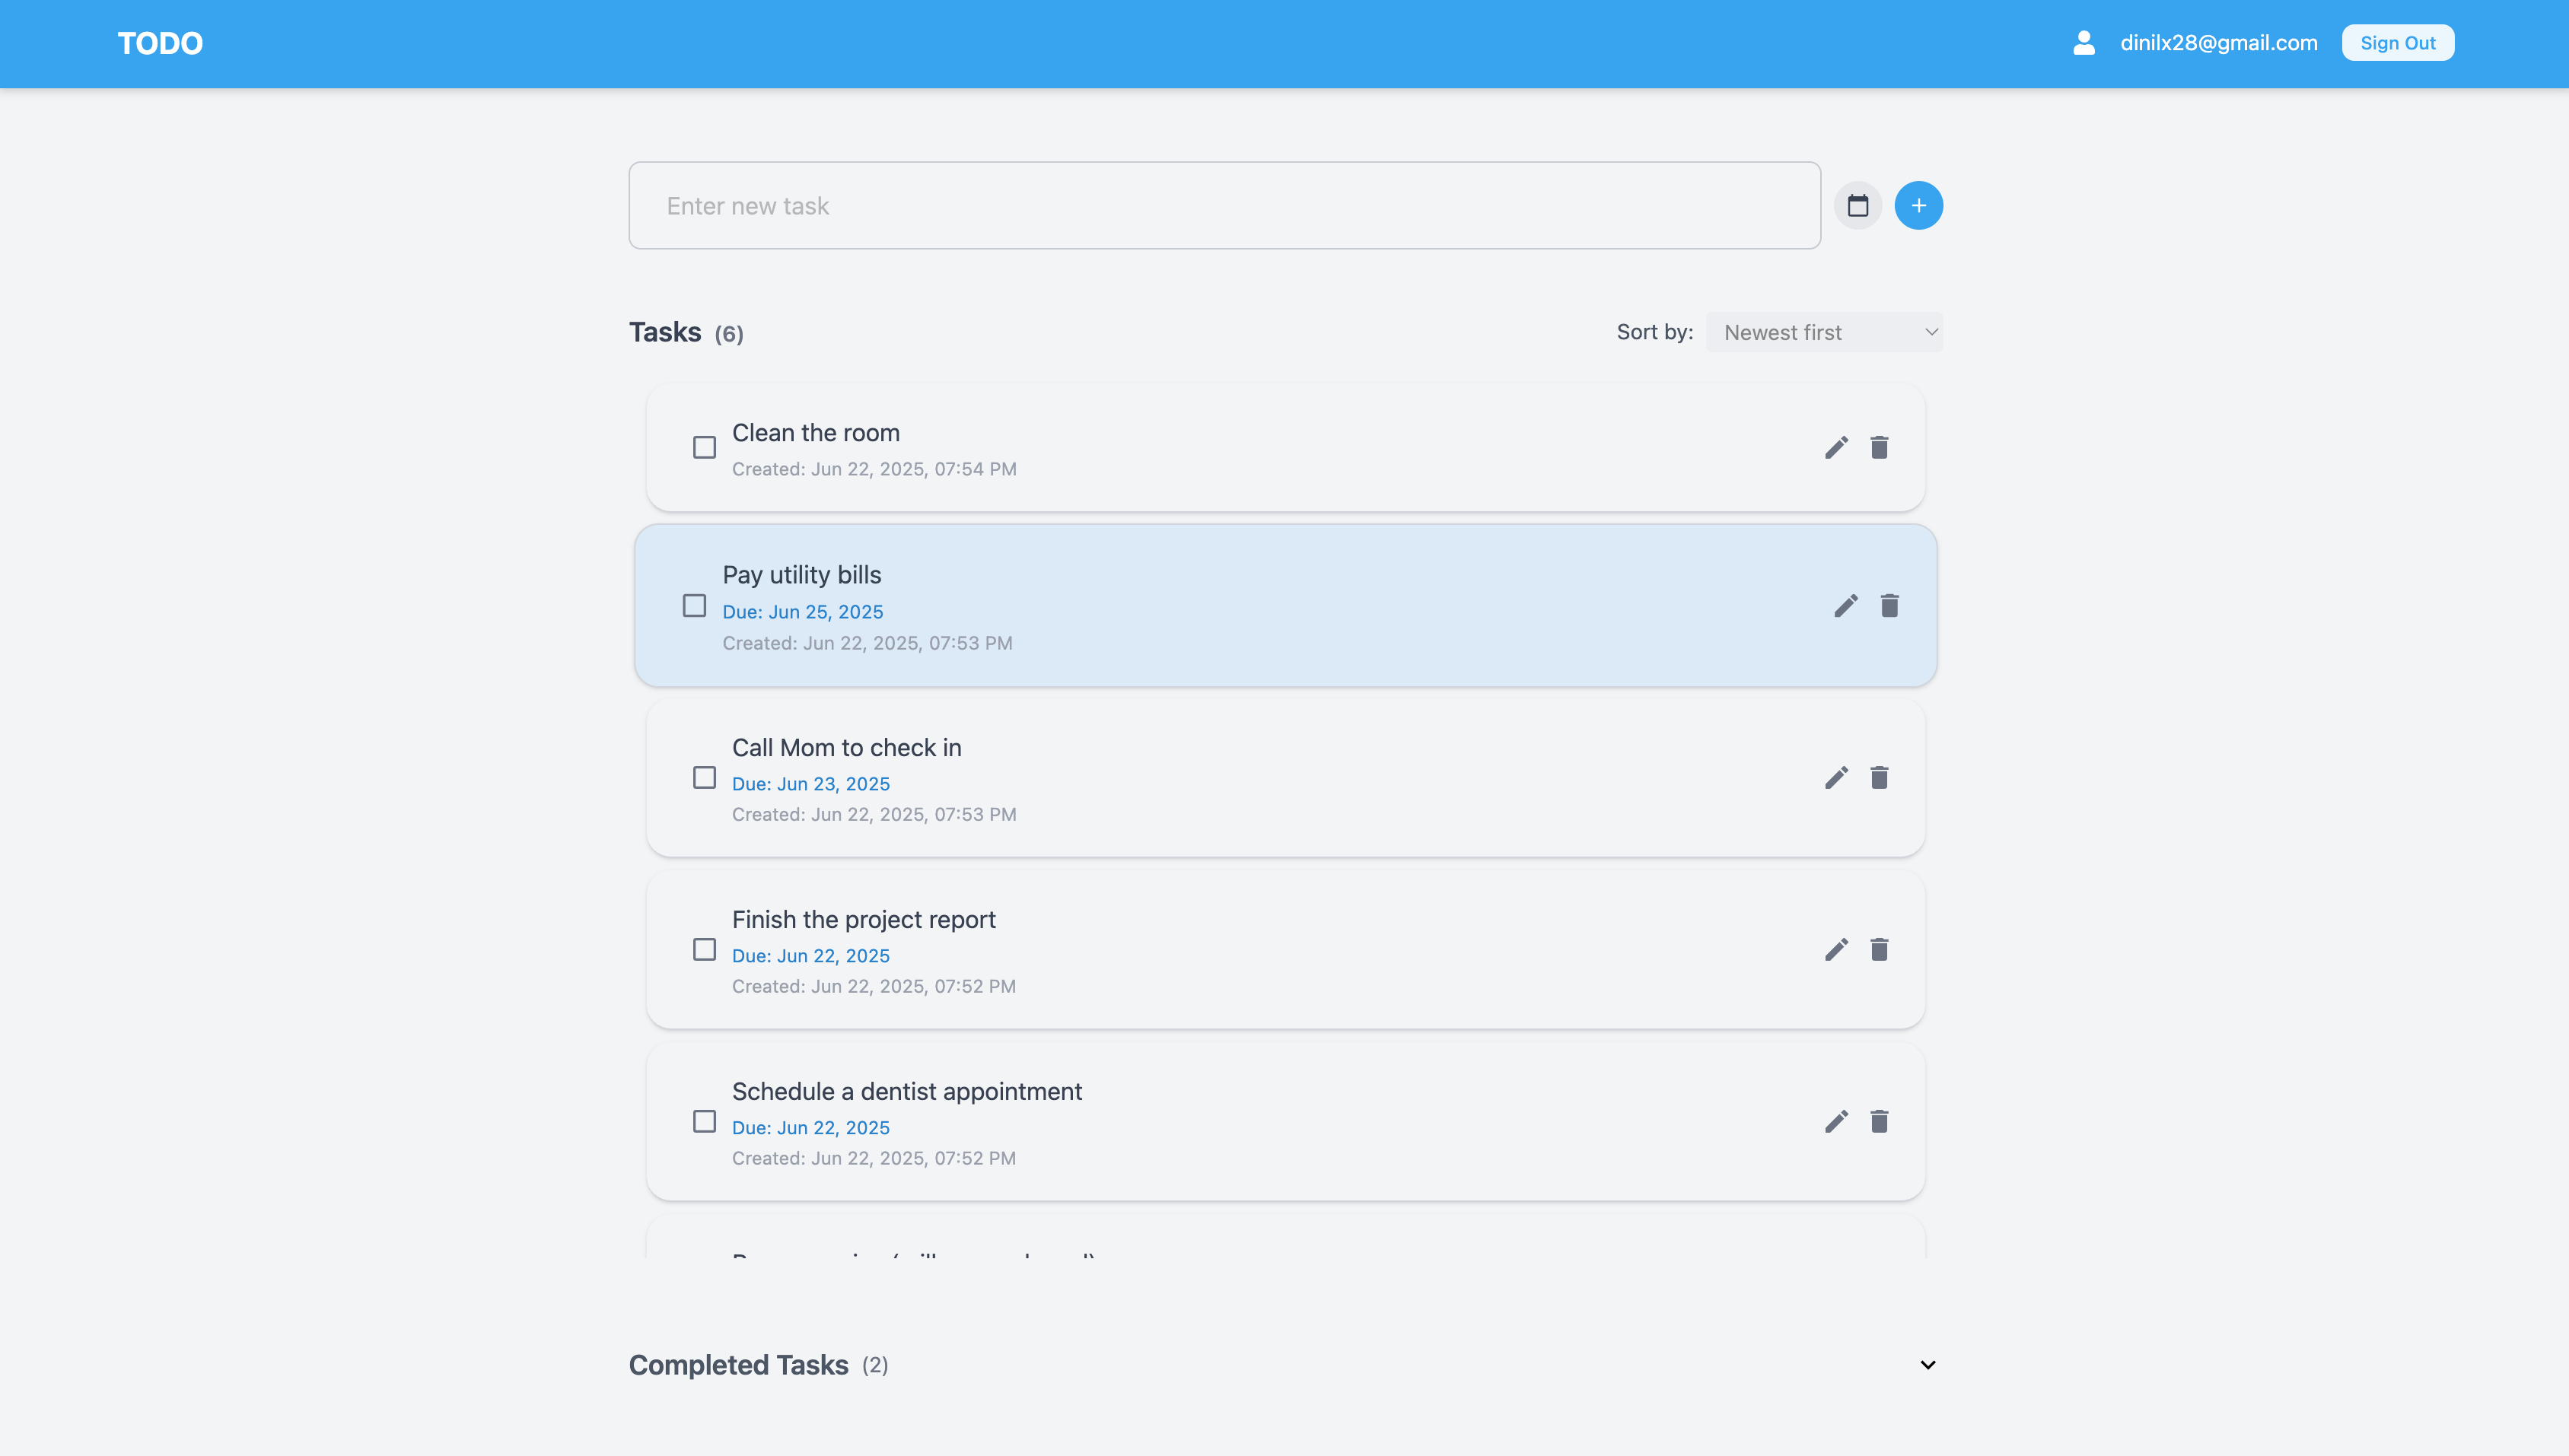 TODO
dinilx28@gmail.com
Sign Out
Enter new task
Tasks (6)
Sort by: Newest first
Clean the room
Created: Jun 22, 2025, 07:54 PM
Pay utility bills
Due: Jun 25, 2025
Created: Jun 22, 2025, 07:53 PM
Call Mom to check in
Due: Jun 23, 2025
Created: Jun 22, 2025, 07:53 PM
Finish the project report
Due: Jun 22, 2025
Created: Jun 22, 2025, 07:52 PM
Schedule a dentist appointment
Due: Jun 22, 2025
Created: Jun 22, 2025, 07:52 PM
Completed Tasks (2)